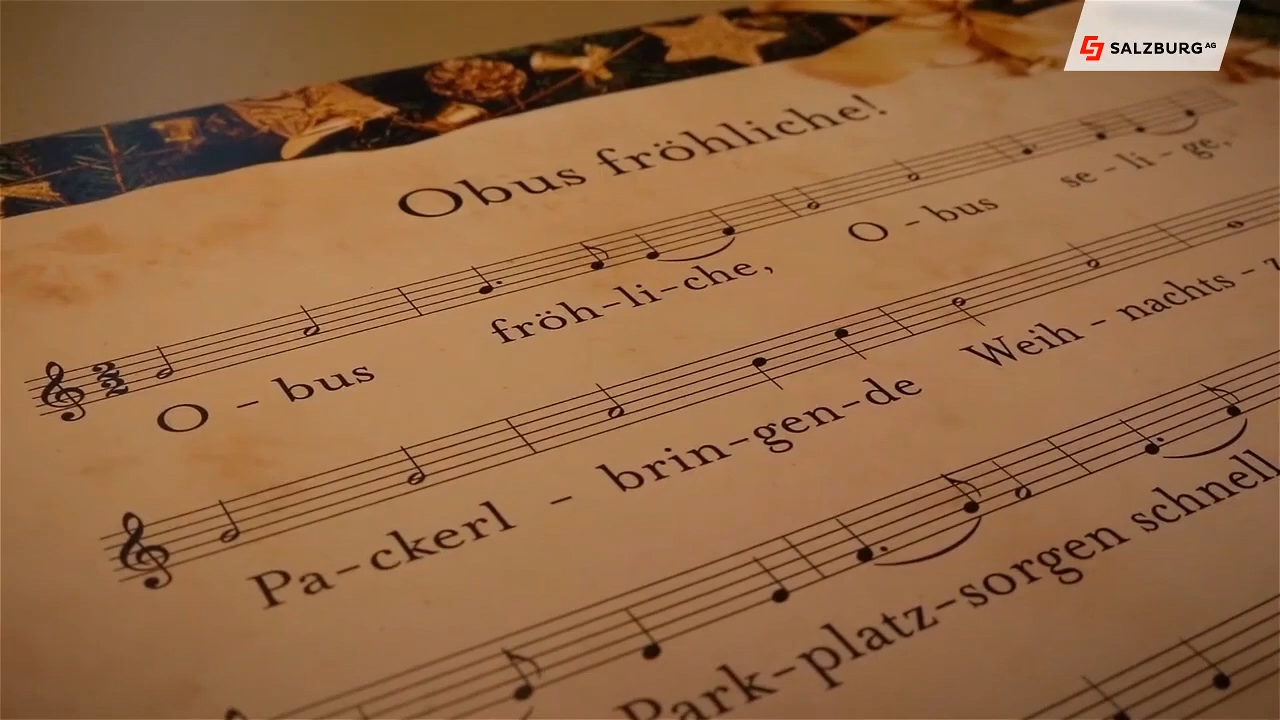 SALZBURG AG
Obus fröhliche!
O – bus fröh-li-che, O – bus se – li – ge,
Pa-ckerl – brin-gen-de Weih – nachts –
Park-platz-sorgen schnell